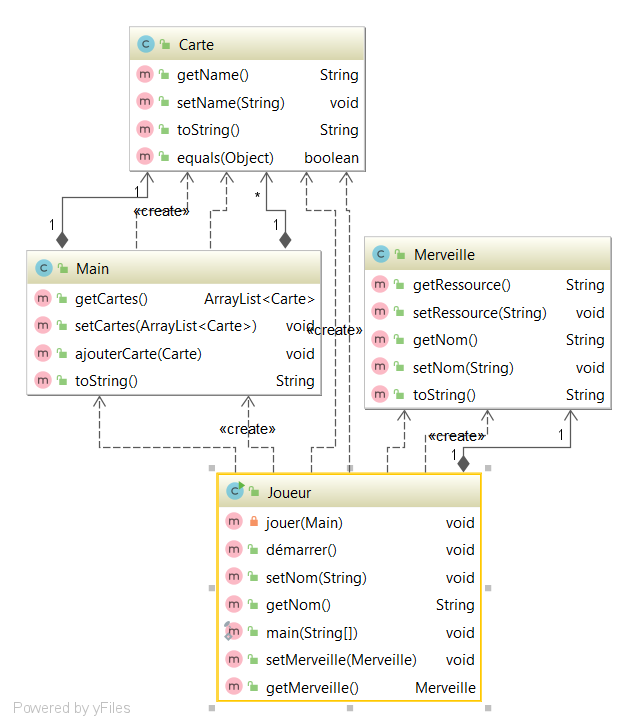 Carte
getName() String
setName(String) void
toString() String
equals(Object) boolean
1
«create»
*
1
1
Main
getCartes() ArrayList<Carte>
setCartes(ArrayList<Carte>) void
ajouterCarte(Carte) void
toString() String
«create»
Merveille
getRessource() String
setRessource(String) void
getNom() String
setNom(String) void
toString() String
«create»
«create»
1
1
Joueur
jouer(Main) void
démarrer() void
setNom(String) void
getNom() String
main(String[]) void
setMerveille(Merveille) void
getMerveille() Merveille
Powered by yFiles